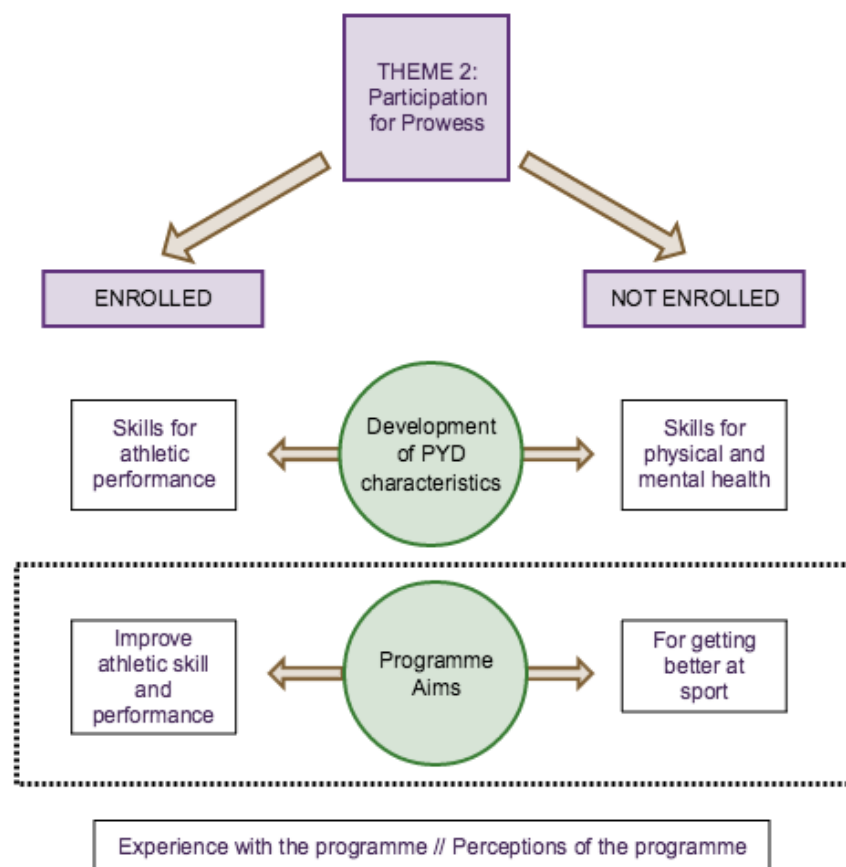 THEME 2:
Participation
for Prowess
ENROLLED
NOT ENROLLED
Skills for
athletic
performance
Development
of PYD
characteristics
Skills for
physical and
mental health
Improve
athletic skill
and
performance
Programme
Aims
For getting
better at
sport
Experience with the programme // Perceptions of the programme